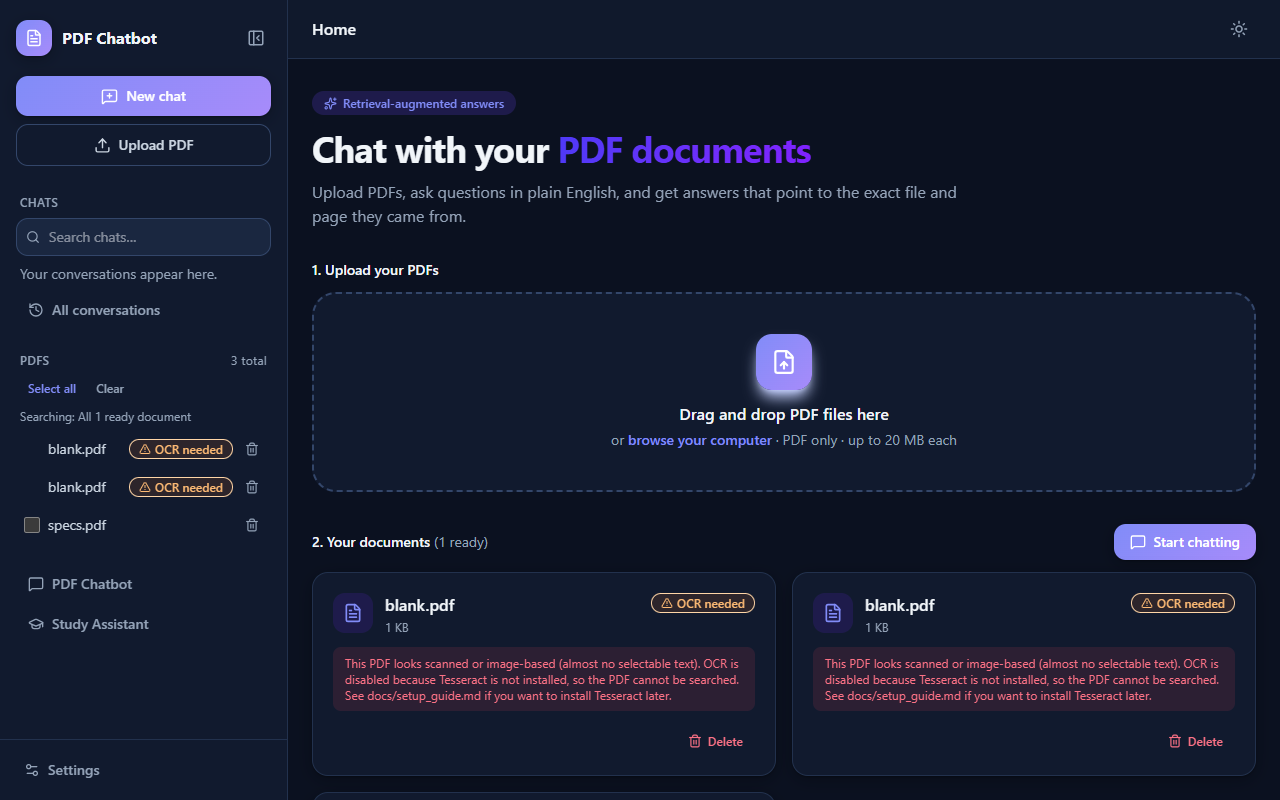 PDF Chatbot
New chat
Upload PDF
CHATS
Search chats...
Your conversations appear here.
All conversations
PDFS 3 total
Select all Clear
Searching: All 1 ready document
blank.pdf OCR needed
blank.pdf OCR needed
specs.pdf
PDF Chatbot
Study Assistant
Settings
Home
Retrieval-augmented answers
Chat with your PDF documents
Upload PDFs, ask questions in plain English, and get answers that point to the exact file and
page they came from.
1. Upload your PDFs
Drag and drop PDF files here
or browse your computer · PDF only · up to 20 MB each
2. Your documents (1 ready)
Start chatting
blank.pdf OCR needed
1 KB
This PDF looks scanned or image-based (almost no selectable text). OCR is
disabled because Tesseract is not installed, so the PDF cannot be searched.
See docs/setup_guide.md if you want to install Tesseract later.
Delete
blank.pdf OCR needed
1 KB
This PDF looks scanned or image-based (almost no selectable text). OCR is
disabled because Tesseract is not installed, so the PDF cannot be searched.
See docs/setup_guide.md if you want to install Tesseract later.
Delete